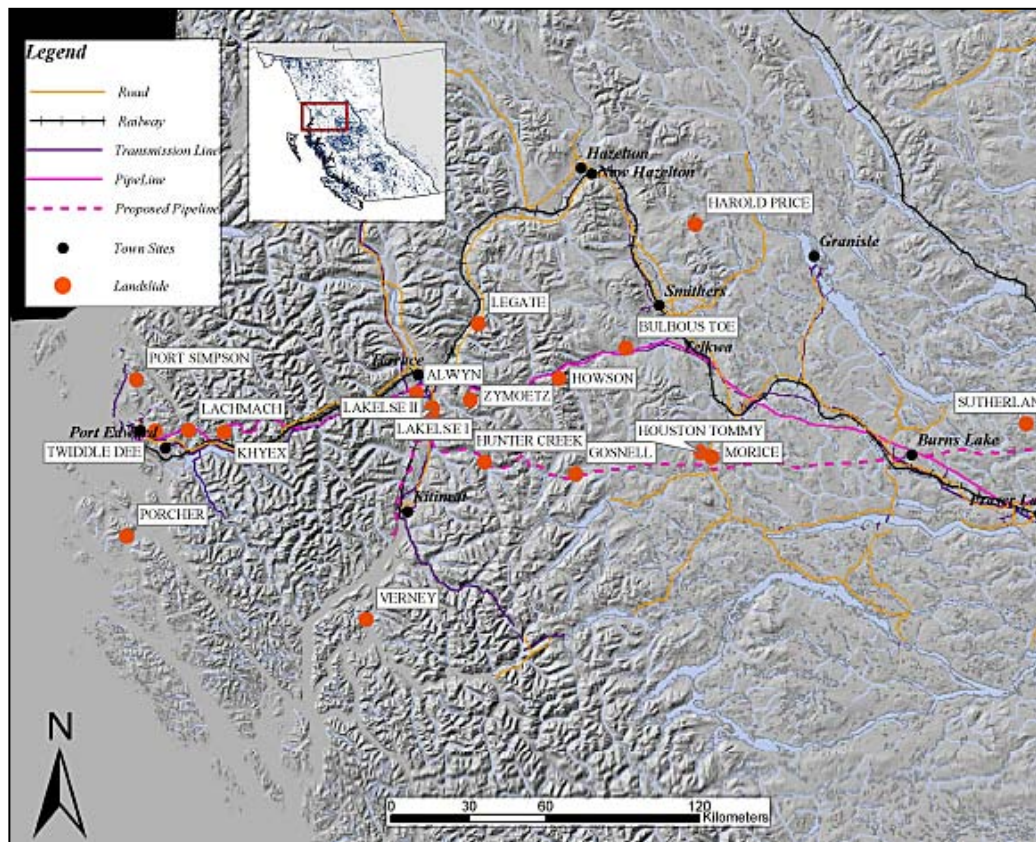 Legend
Road
Railway
Transmission Line
PipeLine
Proposed Pipeline
Town Sites
Landslide
Hazelton
New Hazelton
HAROLD PRICE
Granisle
Smithers
LEGATE
BULBOUS TOE
Telkwa
PORT SIMPSON
Terrace
ALWYN
HOWSON
ZYMOETZ
LACHMACH
LAKELSE II
LAKELSE I
SUTHERLAN
Port Edward
HUNTER CREEK
HOUSTON TOMMY
TWIDDLE DEE
KHYEX
GOSNELL
MORICE
Burns Lake
Fraser La
Kitimat
PORCHER
VERNEY
N
0 30 60 120
Kilometers